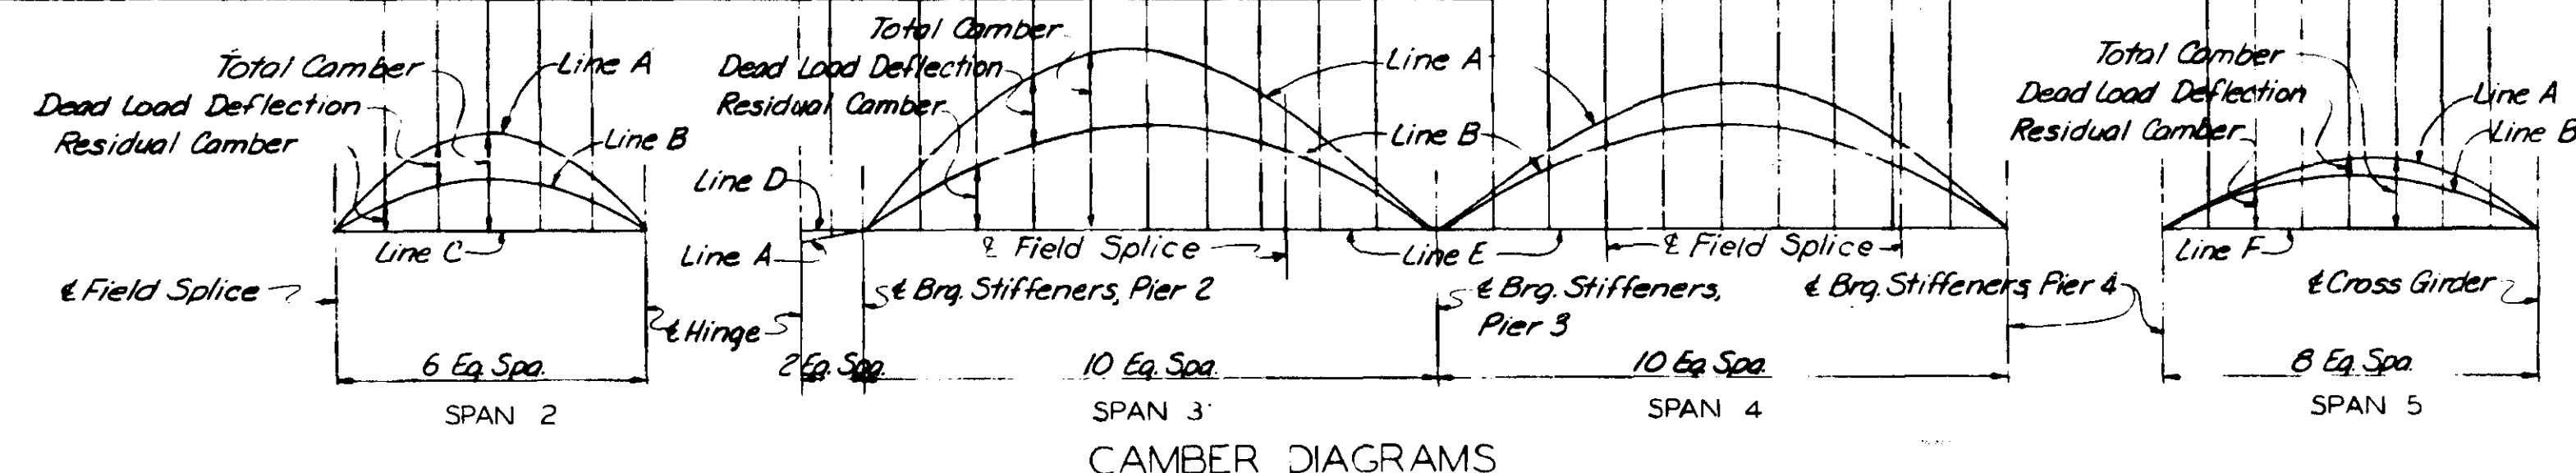 Total Camber
Dead Load Deflection
Residual Camber
Line A
Line B
Line C
℄ Field Splice
℄ Hinge
6 Eq. Spa.
SPAN 2
Total Camber
Dead Load Deflection
Residual Camber
Line A
Line B
Line D
Line A
℄ Field Splice
Line E
℄ Field Splice
℄ Brg. Stiffeners, Pier 2
℄ Brg. Stiffeners,
Pier 3
℄ Brg. Stiffeners, Pier 4
2 Eq. Spa.
10 Eq. Spa.
10 Eq. Spa.
SPAN 3
SPAN 4
Total Camber
Dead Load Deflection
Residual Camber
Line A
Line B
Line F
℄ Cross Girder
8 Eq. Spa.
SPAN 5
CAMBER DIAGRAMS